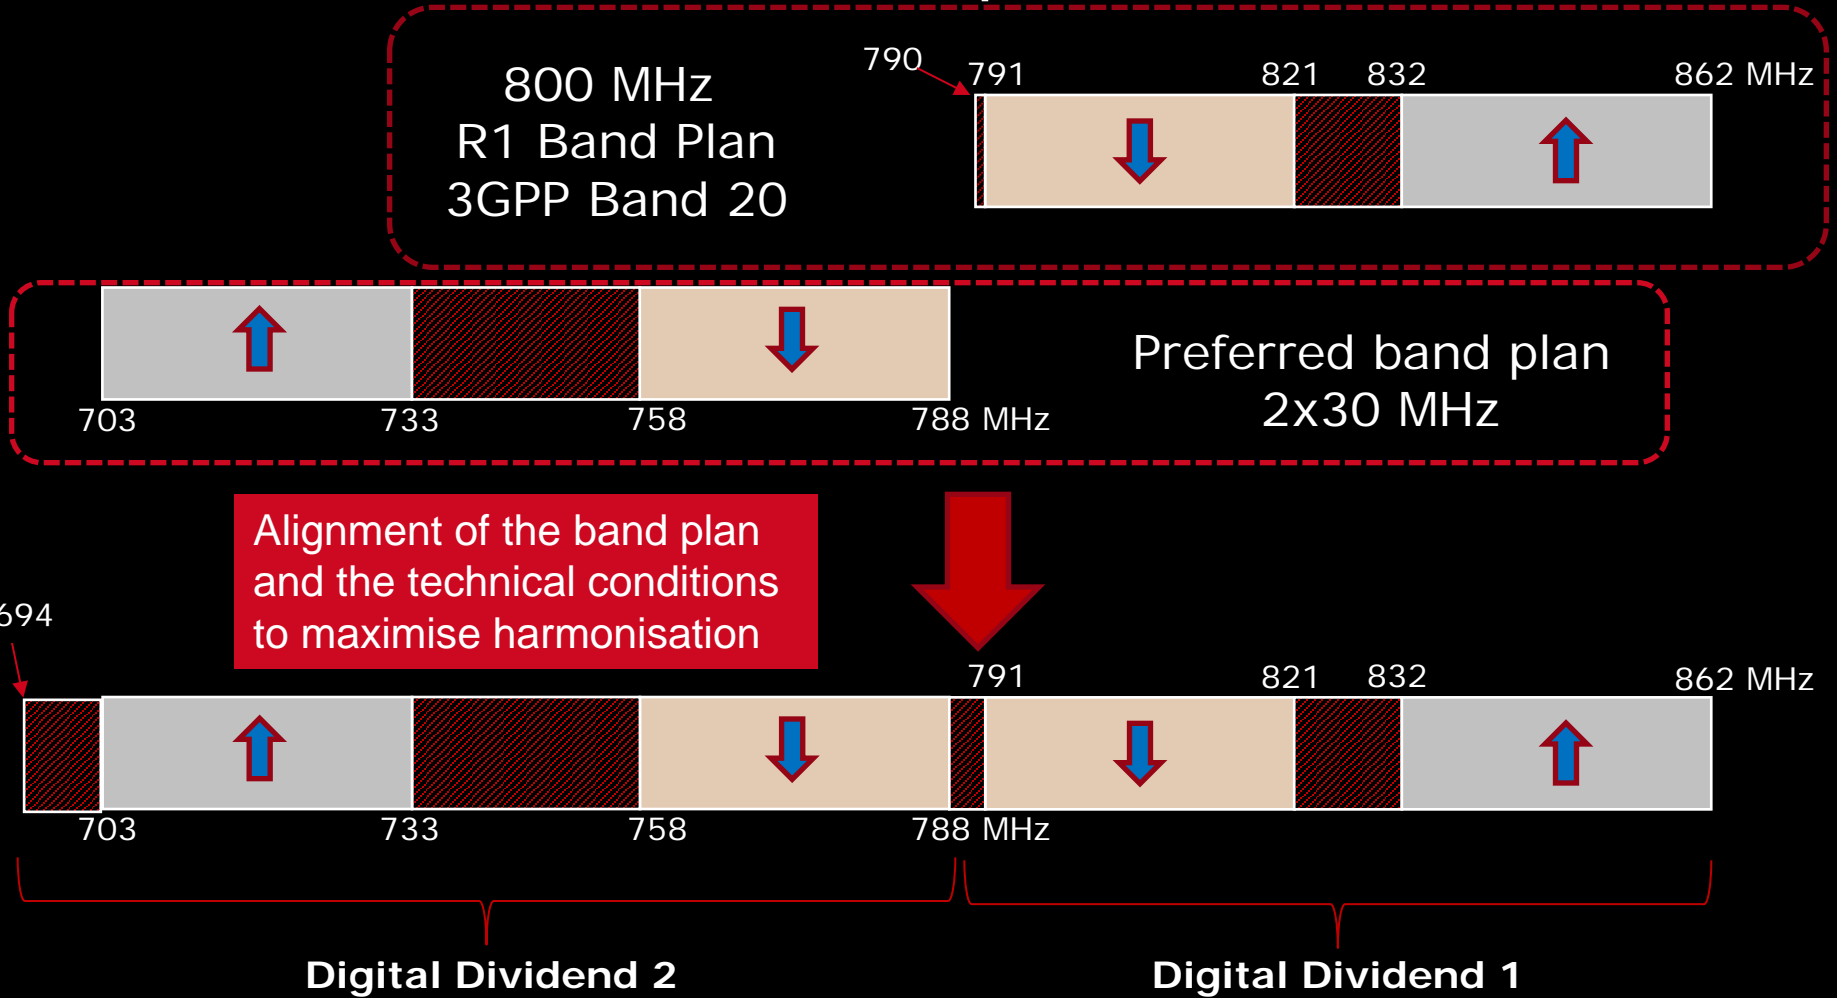 790
791
821
832
862 MHz
800 MHz
R1 Band Plan
3GPP Band 20
703
733
758
788 MHz
Preferred band plan
2x30 MHz
Alignment of the band plan
and the technical conditions
to maximise harmonisation
694
791
821
832
862 MHz
703
733
758
788 MHz
Digital Dividend 2
Digital Dividend 1